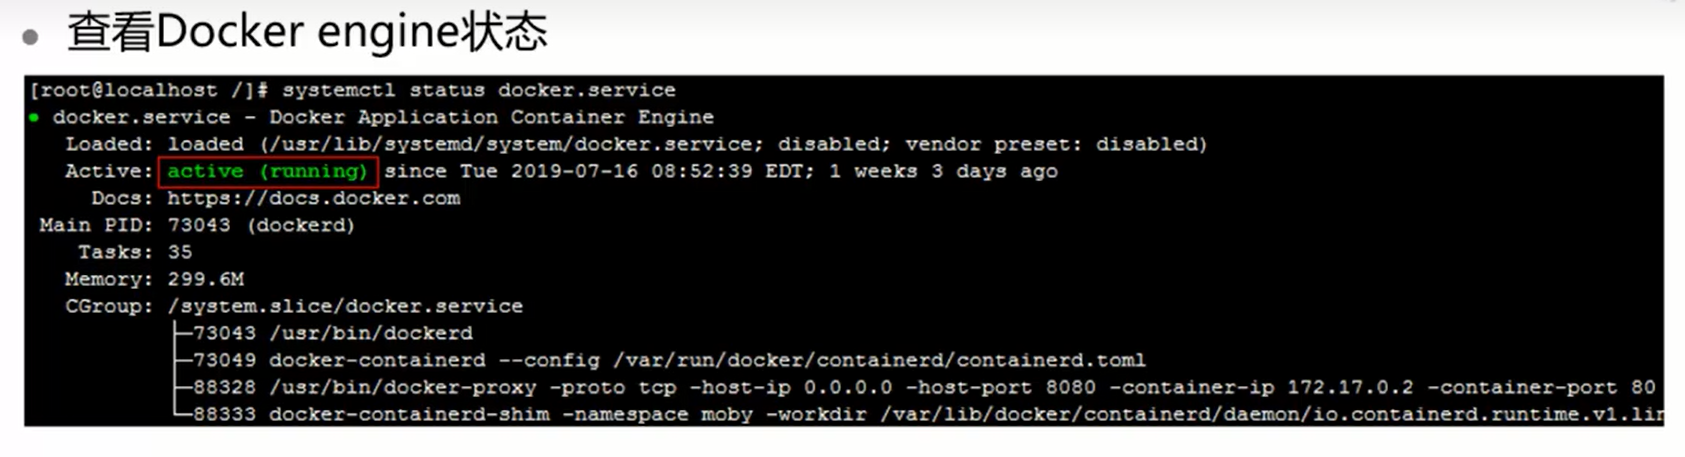 • 查看Docker engine状态
[root@localhost /]# systemctl status docker.service
● docker.service - Docker Application Container Engine
Loaded: loaded (/usr/lib/systemd/system/docker.service; disabled; vendor preset: disabled)
Active: active (running) since Tue 2019-07-16 08:52:39 EDT; 1 weeks 3 days ago
Docs: https://docs.docker.com
Main PID: 73043 (dockerd)
Tasks: 35
Memory: 299.6M
CGroup: /system.slice/docker.service
├─73043 /usr/bin/dockerd
├─73049 docker-containerd --config /var/run/docker/containerd/containerd.toml
├─88328 /usr/bin/docker-proxy -proto tcp -host-ip 0.0.0.0 -host-port 8080 -container-ip 172.17.0.2 -container-port 80
└─88333 docker-containerd-shim -namespace moby -workdir /var/lib/docker/containerd/daemon/io.containerd.runtime.v1.lin